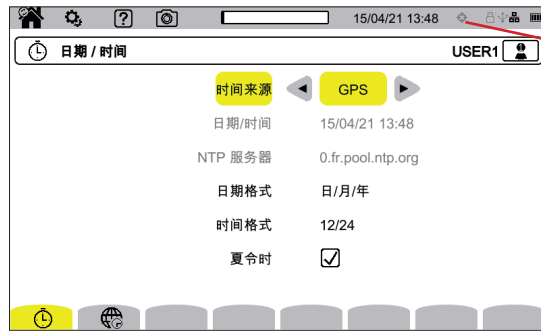 15/04/21 13:48
日期 / 时间 USER1
时间来源 GPS
日期/时间 15/04/21 13:48
NTP 服务器 0.fr.pool.ntp.org
日期格式 日/月/年
时间格式 12/24
夏令时